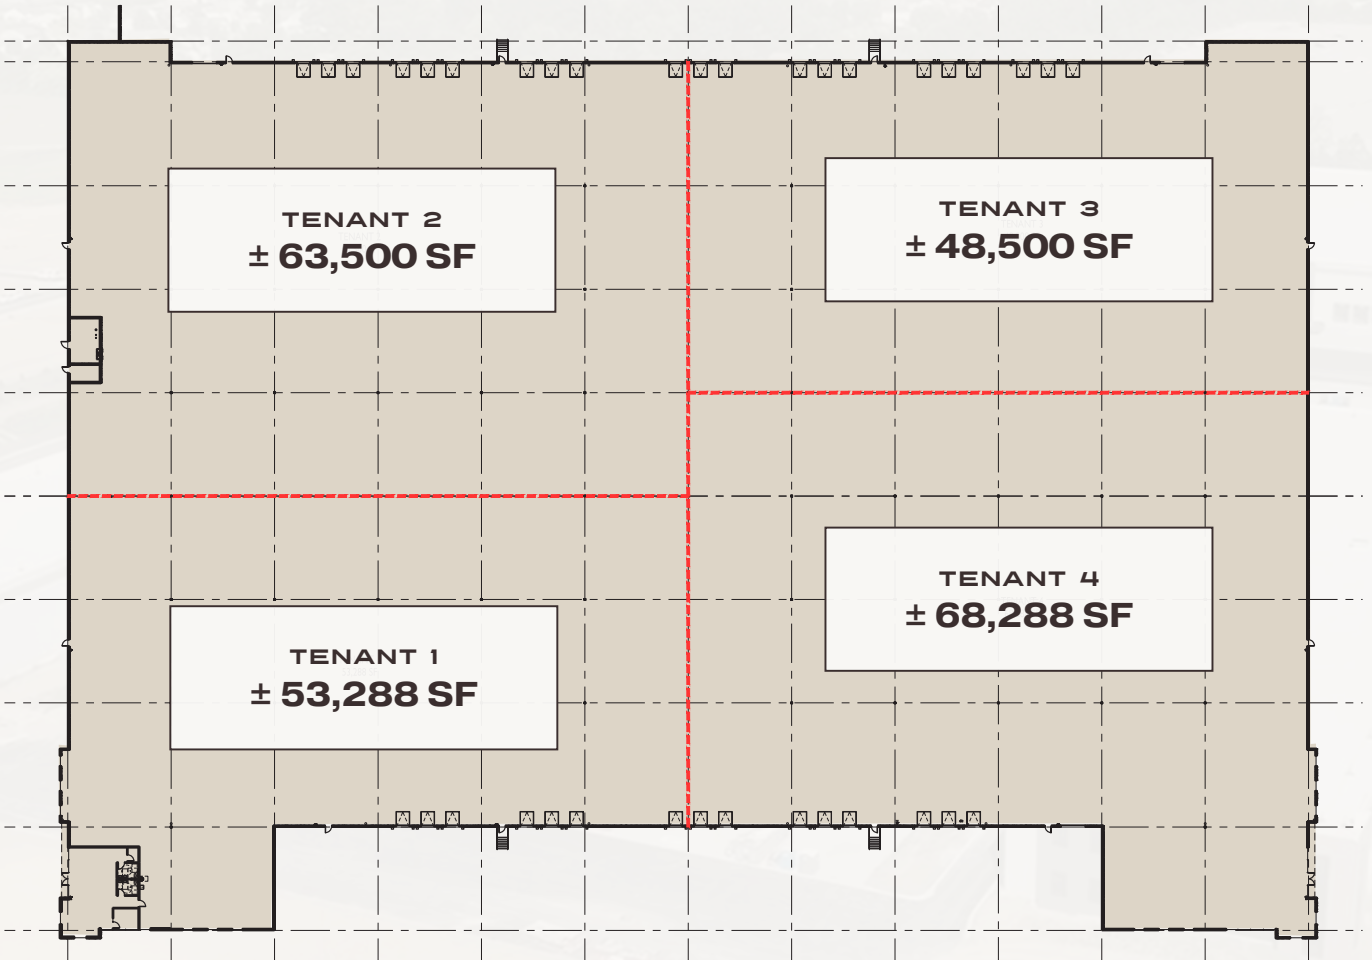 TENANT 2
± 63,500 SF
TENANT 3
± 48,500 SF
TENANT 1
± 53,288 SF
TENANT 4
± 68,288 SF